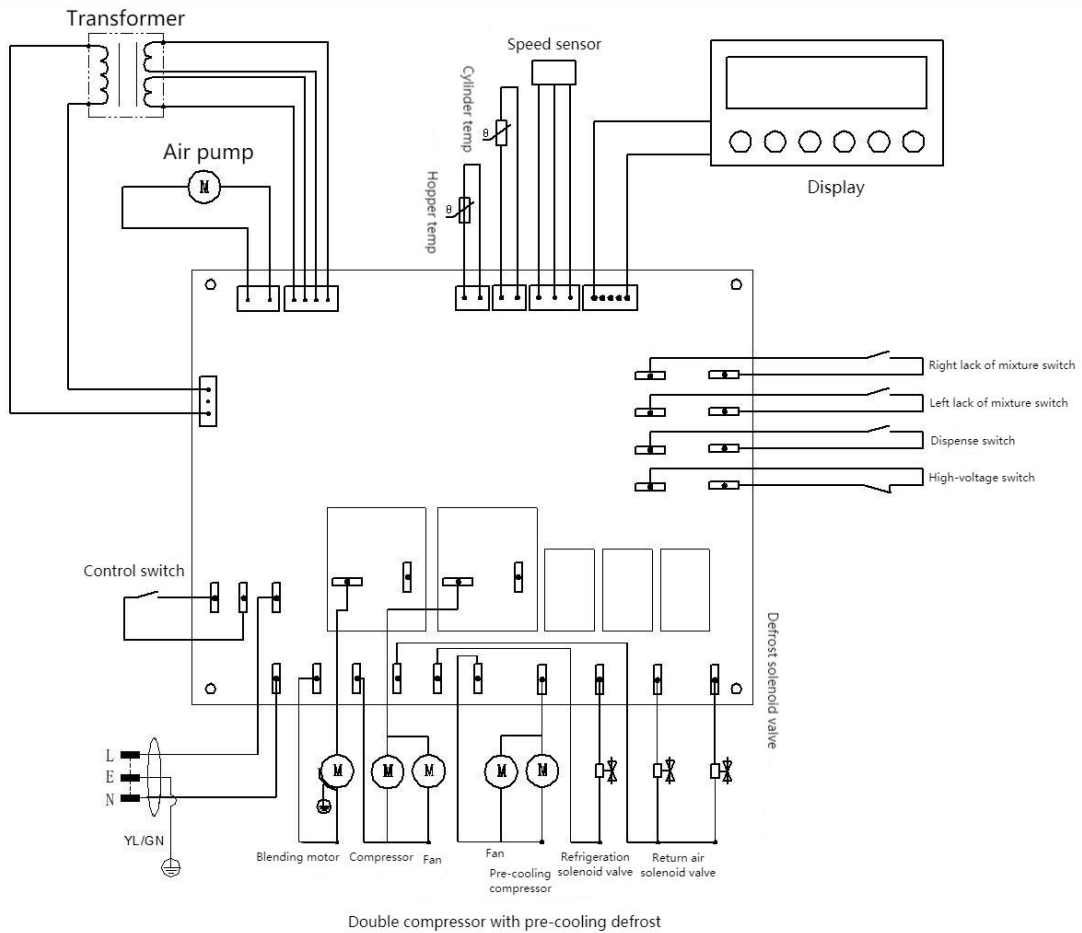 Transformer
Speed sensor
Cylinder temp
θ
Air pump
M
Hopper temp
θ
Display
Right lack of mixture switch
Left lack of mixture switch
Dispense switch
High-voltage switch
Control switch
Defrost solenoid valve
L
E
N
YL/GN
M
M
M
M
M
Blending motor
Compressor
Fan
Fan
Pre-cooling
compressor
Refrigeration
solenoid valve
Return air
solenoid valve
Double compressor with pre-cooling defrost